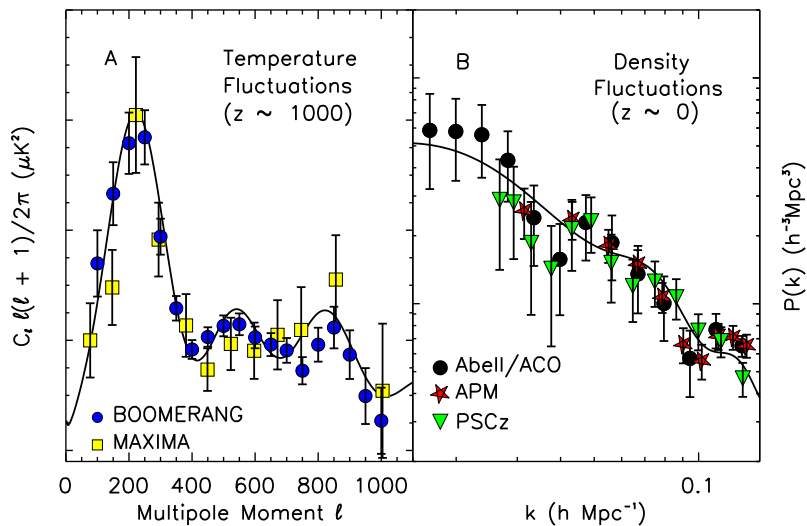 A
Temperature
Fluctuations
(z ~ 1000)
B
Density
Fluctuations
(z ~ 0)
C_ℓ ℓ(ℓ + 1)/2π (μK²)
P(k) (h⁻³Mpc³)
BOOMERANG
MAXIMA
Abell/ACO
APM
PSCz
0 200 400 600 800 1000
0.1
Multipole Moment ℓ
k (h Mpc⁻¹)